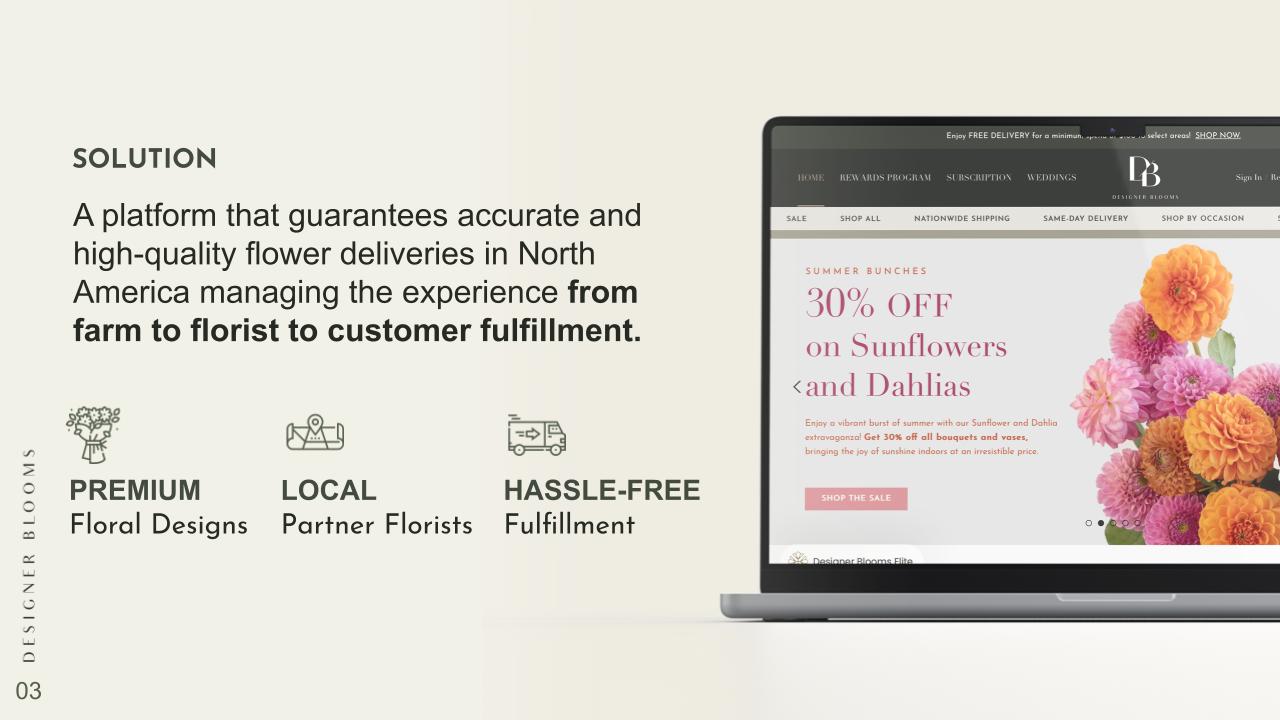 SOLUTION
A platform that guarantees accurate and
high-quality flower deliveries in North
America managing the experience from
farm to florist to customer fulfillment.
PREMIUM
Floral Designs
LOCAL
Partner Florists
HASSLE-FREE
Fulfillment
DESIGNER BLOOMS
03
Enjoy FREE DELIVERY for a minimum select areas! SHOP NOW.
HOME REWARDS PROGRAM SUBSCRIPTION WEDDINGS
DB
DESIGNER BLOOMS
Sign In / Re
SALE SHOP ALL NATIONWIDE SHIPPING SAME-DAY DELIVERY SHOP BY OCCASION
SUMMER BUNCHES
30% OFF
on Sunflowers
and Dahlias
Enjoy a vibrant burst of summer with our Sunflower and Dahlia
extravaganza! Get 30% off all bouquets and vases,
bringing the joy of sunshine indoors at an irresistible price.
SHOP THE SALE
Designer Blooms Elite